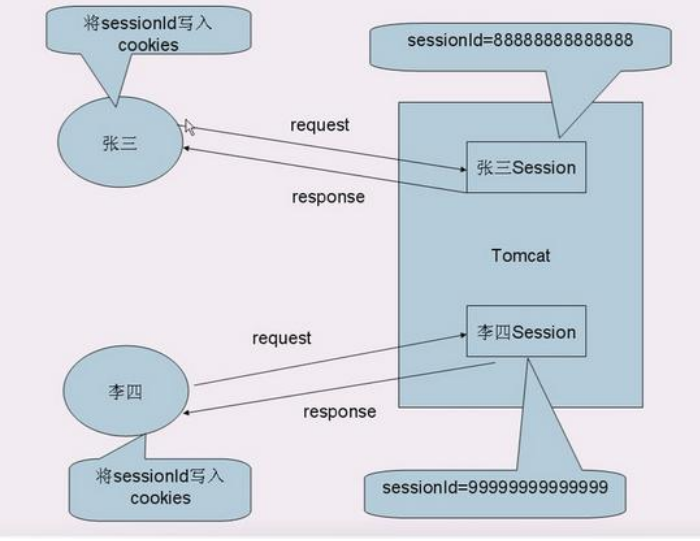 将sessionId写入
cookies
sessionId=88888888888888
张三
request
response
张三Session
Tomcat
李四Session
request
response
李四
将sessionId写入
cookies
sessionId=99999999999999